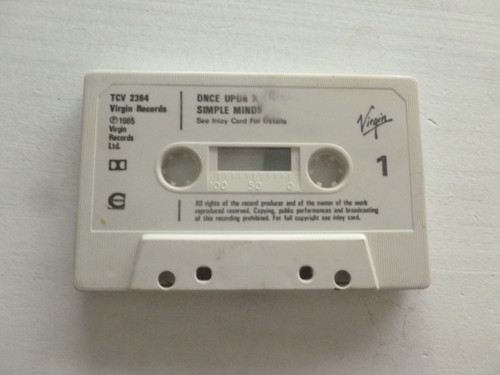 TCV 2384
Virgin Records
℗1985
Virgin
Records
Ltd.
ONCE UPON
SIMPLE MINDS
See Inlay Card For Details
Virgin
1
00 50 0
All rights of the record producer and of the owner of the work
reproduced reserved. Copying, public performances and broadcasting
of this recording prohibited. For full copyright see inlay card.